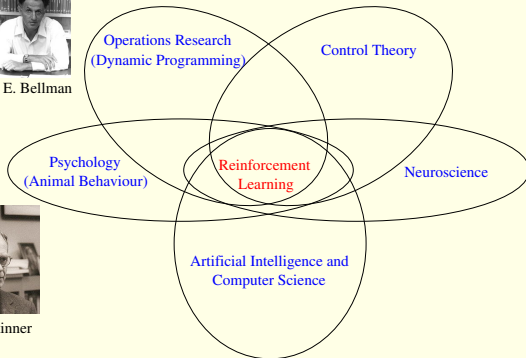 Operations Research
(Dynamic Programming)
Control Theory
E. Bellman
Psychology
(Animal Behaviour)
Reinforcement
Learning
Neuroscience
Artificial Intelligence and
Computer Science
inner